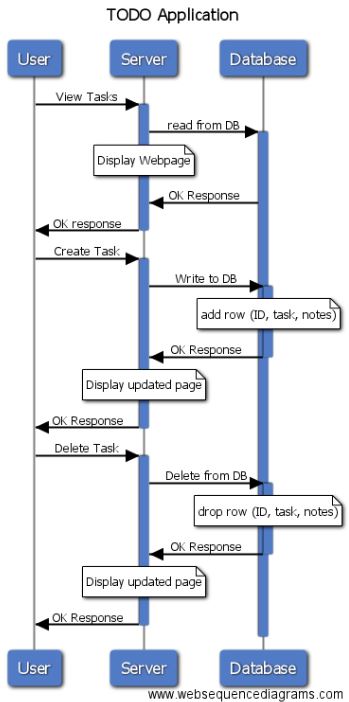 TODO Application
User
Server
Database
View Tasks
read from DB
Display Webpage
OK Response
OK response
Create Task
Write to DB
add row (ID, task, notes)
OK Response
Display updated page
OK Response
Delete Task
Delete from DB
drop row (ID, task, notes)
OK Response
Display updated page
OK Response
User
Server
Database
www.websequencediagrams.com